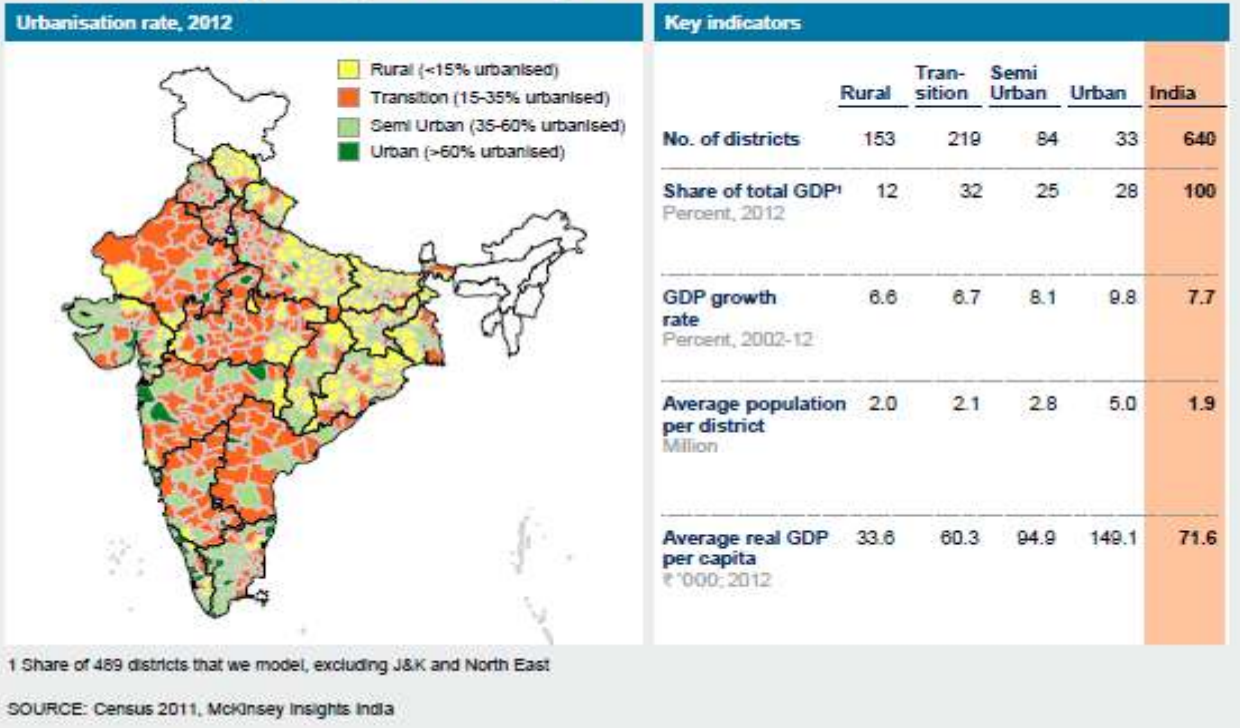 Urbanisation rate, 2012
Rural (<15% urbanised)
Transition (15-35% urbanised)
Semi Urban (35-60% urbanised)
Urban (>60% urbanised)
Key indicators
Rural Tran- sition Semi Urban Urban India
No. of districts 153 219 84 33 640
Share of total GDP¹ 12 32 25 28 100
Percent, 2012
GDP growth 6.6 6.7 8.1 9.8 7.7
rate
Percent, 2002-12
Average population 2.0 2.1 2.8 5.0 1.9
per district
Million
Average real GDP 33.6 60.3 94.9 149.1 71.6
per capita
₹ '000; 2012
1 Share of 489 districts that we model, excluding J&K and North East
SOURCE: Census 2011, McKinsey Insights India